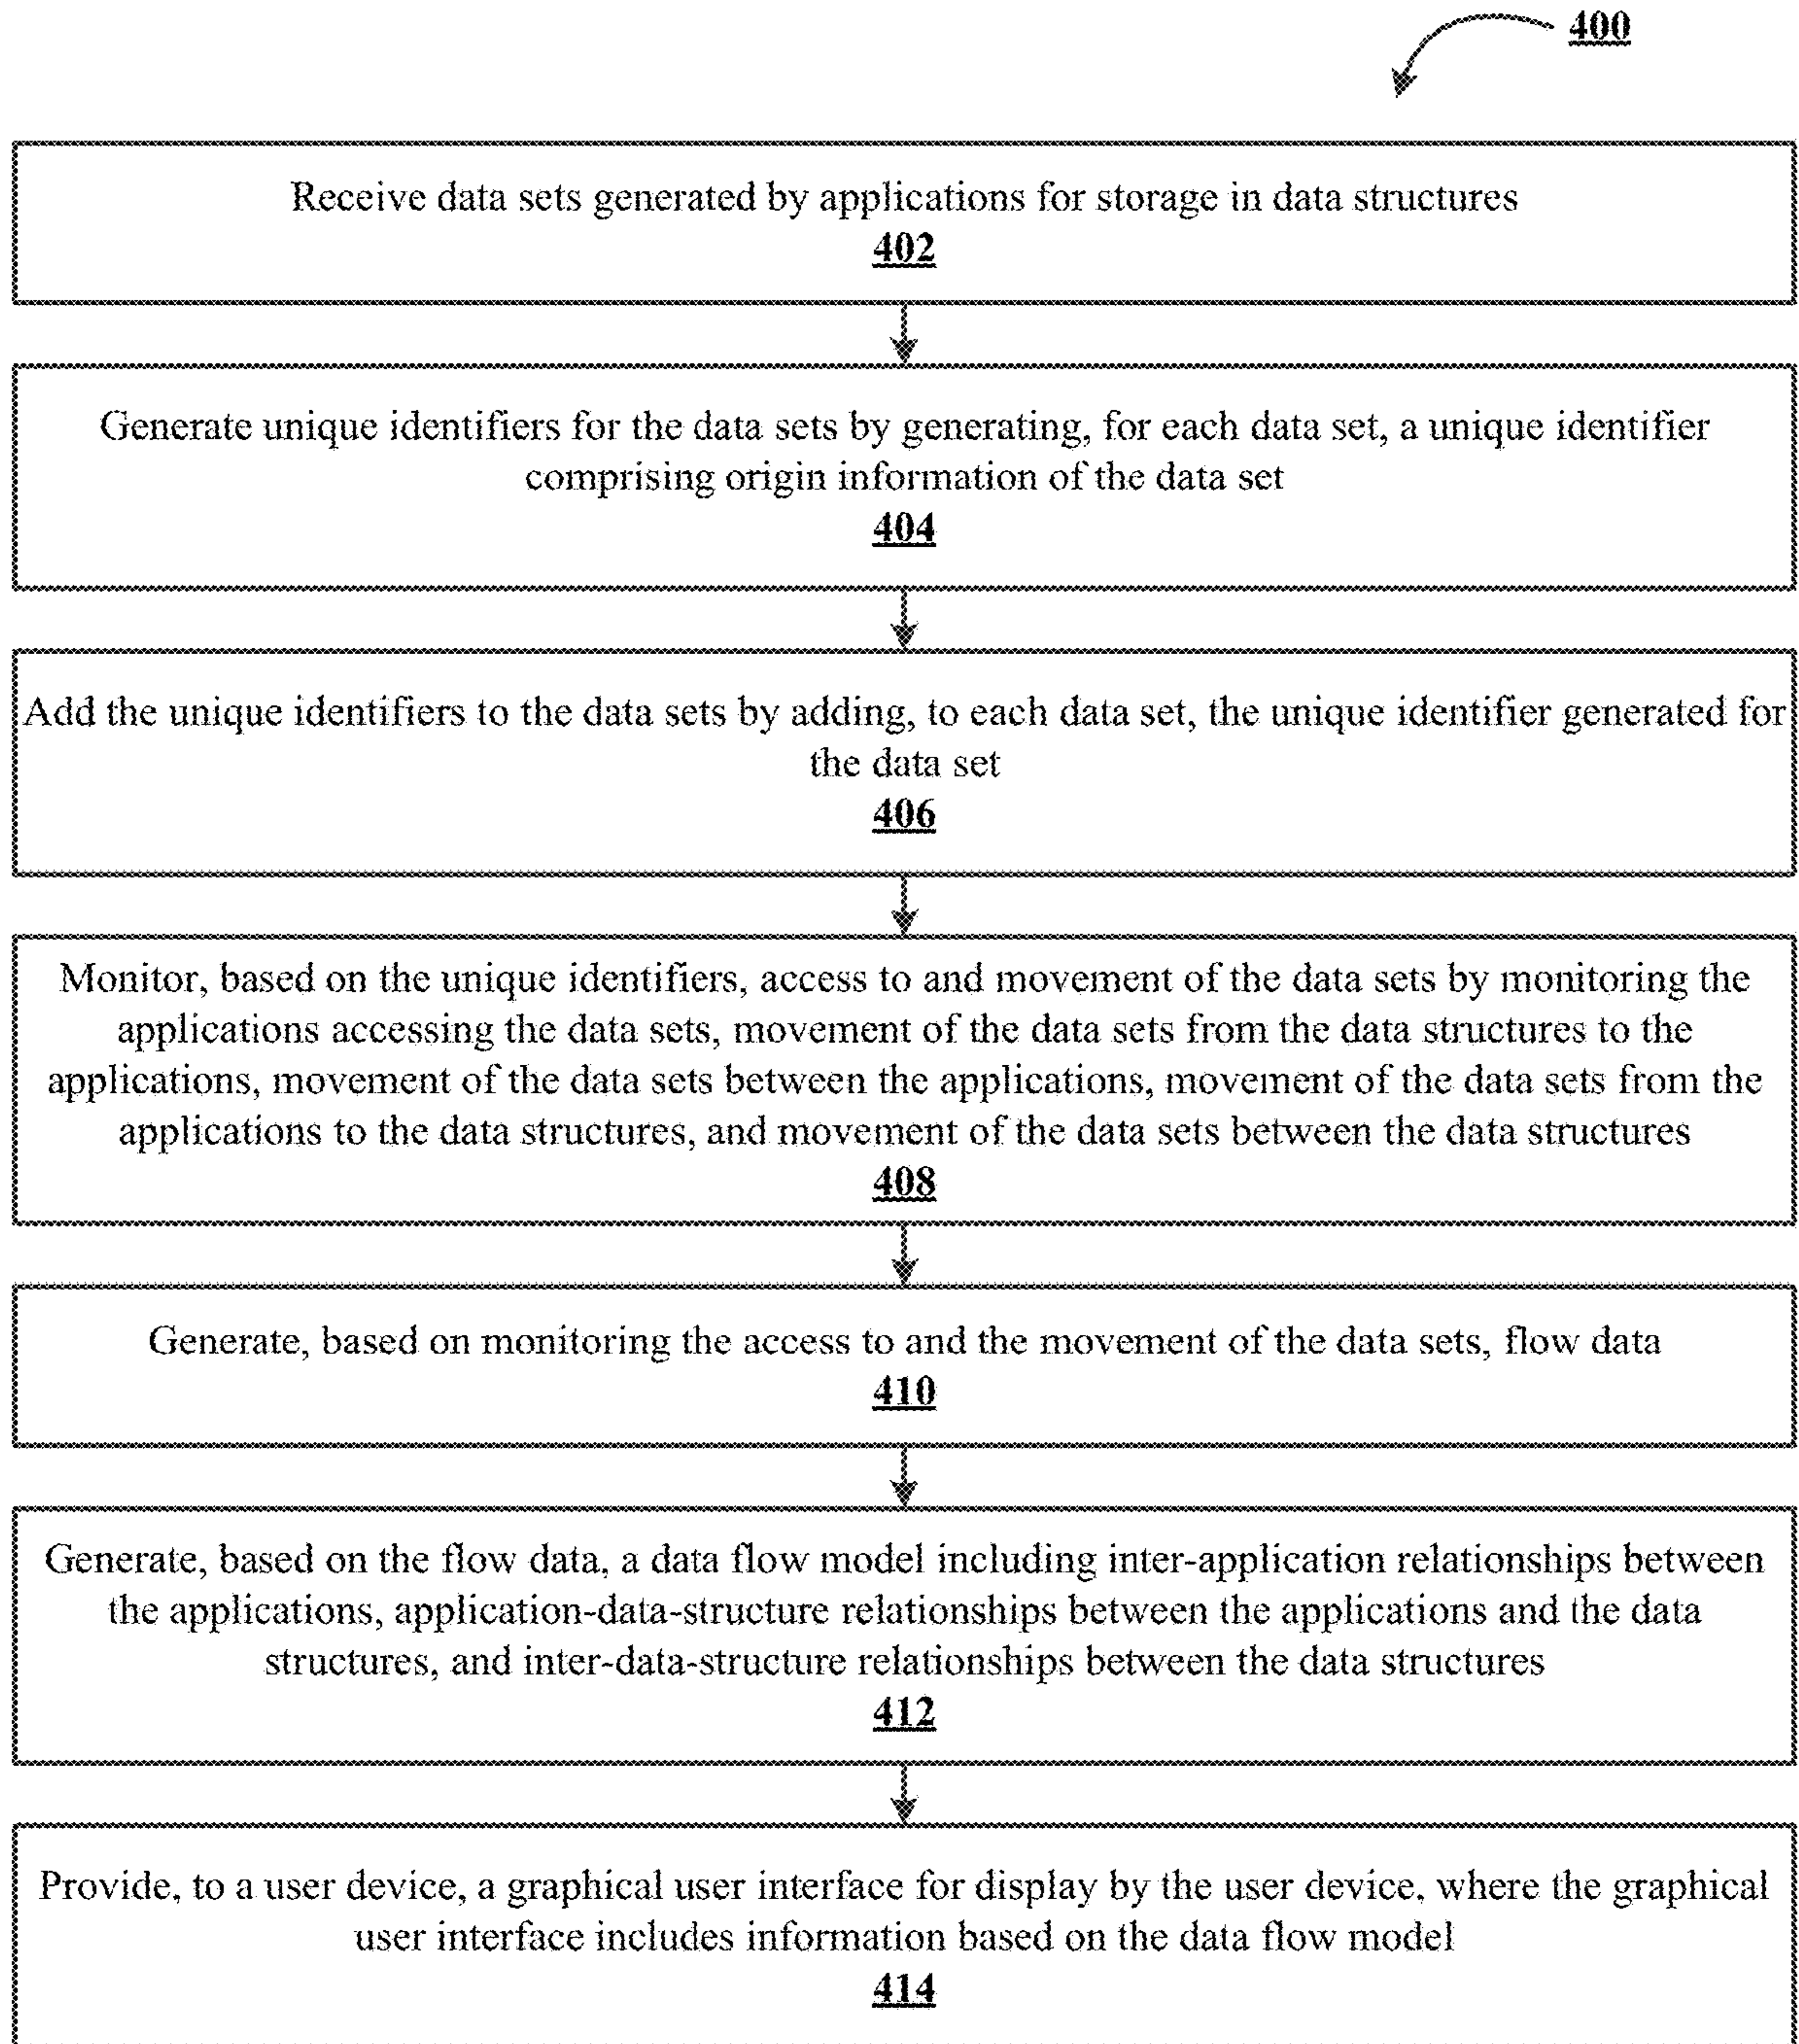 400
Receive data sets generated by applications for storage in data structures
402
Generate unique identifiers for the data sets by generating, for each data set, a unique identifier
comprising origin information of the data set
404
Add the unique identifiers to the data sets by adding, to each data set, the unique identifier generated for
the data set
406
Monitor, based on the unique identifiers, access to and movement of the data sets by monitoring the
applications accessing the data sets, movement of the data sets from the data structures to the
applications, movement of the data sets between the applications, movement of the data sets from the
applications to the data structures, and movement of the data sets between the data structures
408
Generate, based on monitoring the access to and the movement of the data sets, flow data
410
Generate, based on the flow data, a data flow model including inter-application relationships between
the applications, application-data-structure relationships between the applications and the data
structures, and inter-data-structure relationships between the data structures
412
Provide, to a user device, a graphical user interface for display by the user device, where the graphical
user interface includes information based on the data flow model
414